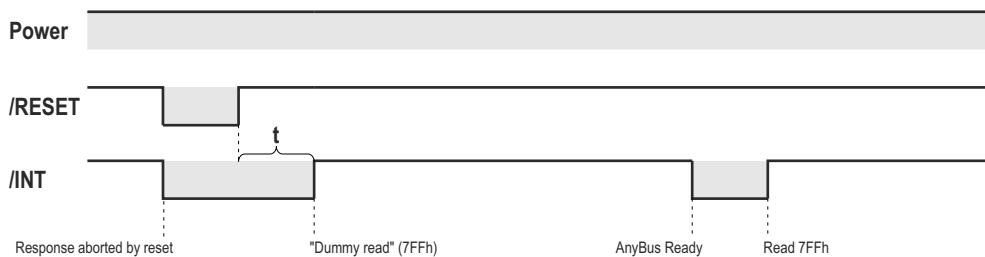 Power
/RESET
t
/INT
Response aborted by reset
"Dummy read" (7FFh)
AnyBus Ready
Read 7FFh